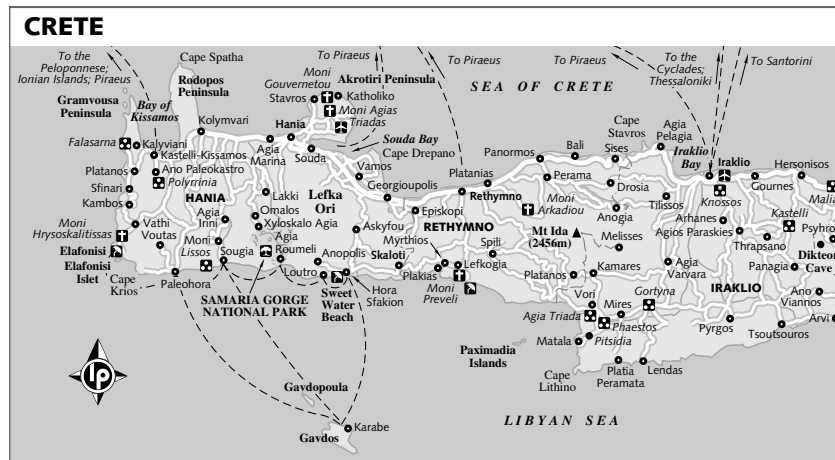 CRETE
To the
Peloponnese;
Ionian Islands; Piraeus
Cape Spatha
Rodopos
Peninsula
Gramvousa
Peninsula
Bay of
Kissamos
Moni
Gouvernetou
Stavros
Akrotiri Peninsula
Katholiko
Moni Agias
Triadas
To Piraeus
To Piraeus
To Piraeus
To the
Cyclades;
Thessaloniki
To Santorini
SEA OF CRETE
Kolymvari
Hania
Falasarna
Kalyviani
Kastelli-Kissamos
Agia
Marina
Souda
Souda Bay
Cape Drepano
Platanos
Ano Paleokastro
Polyrrinia
Sfinari
Kambos
HANIA
Lakki
Omalos
Xyloskalo
Agia
Irini
Lefka
Ori
Vamos
Georgioupolis
Platanias
Rethymno
Panormos
Bali
Sises
Cape
Stavros
Agia
Pelagia
Iraklio
Bay
Iraklio
Gournes
Hersonisos
Malia
Knossos
Perama
Drosia
Tilissos
Moni
Arkadiou
Anogia
Arhanes
Agios Paraskies
Kastelli
Thrapsano
Psyhro
Dikteon
Cave
Moni
Hrysoskalitissas
Vathi
Voutas
Moni
Lissos
Sougia
Agia
Agia
Roumeli
Anopolis
Loutro
Askyfou
Episkopi
RETHYMNO
Myrthios
Spili
Mt Ida
(2456m)
Melisses
Elafonisi
Elafonisi
Islet
Cape
Krios
Paleohora
SAMARIA GORGE
NATIONAL PARK
Sweet
Water
Beach
Hora
Sfakion
Skaloti
Plakias
Lefkogia
Moni
Preveli
Platanos
Kamares
Agia
Varvara
Panagia
IRAKLIO
Ano
Viannos
Vori
Mires
Gortyna
Agia Triada
Phaestos
Pitsidia
Matala
Pyrgos
Tsoutsouros
Arvi
Paximadia
Islands
Cape
Lithino
Platia
Peramata
Lendas
Gavdopoula
Gavdos
Karabe
LIBYAN SEA
lp